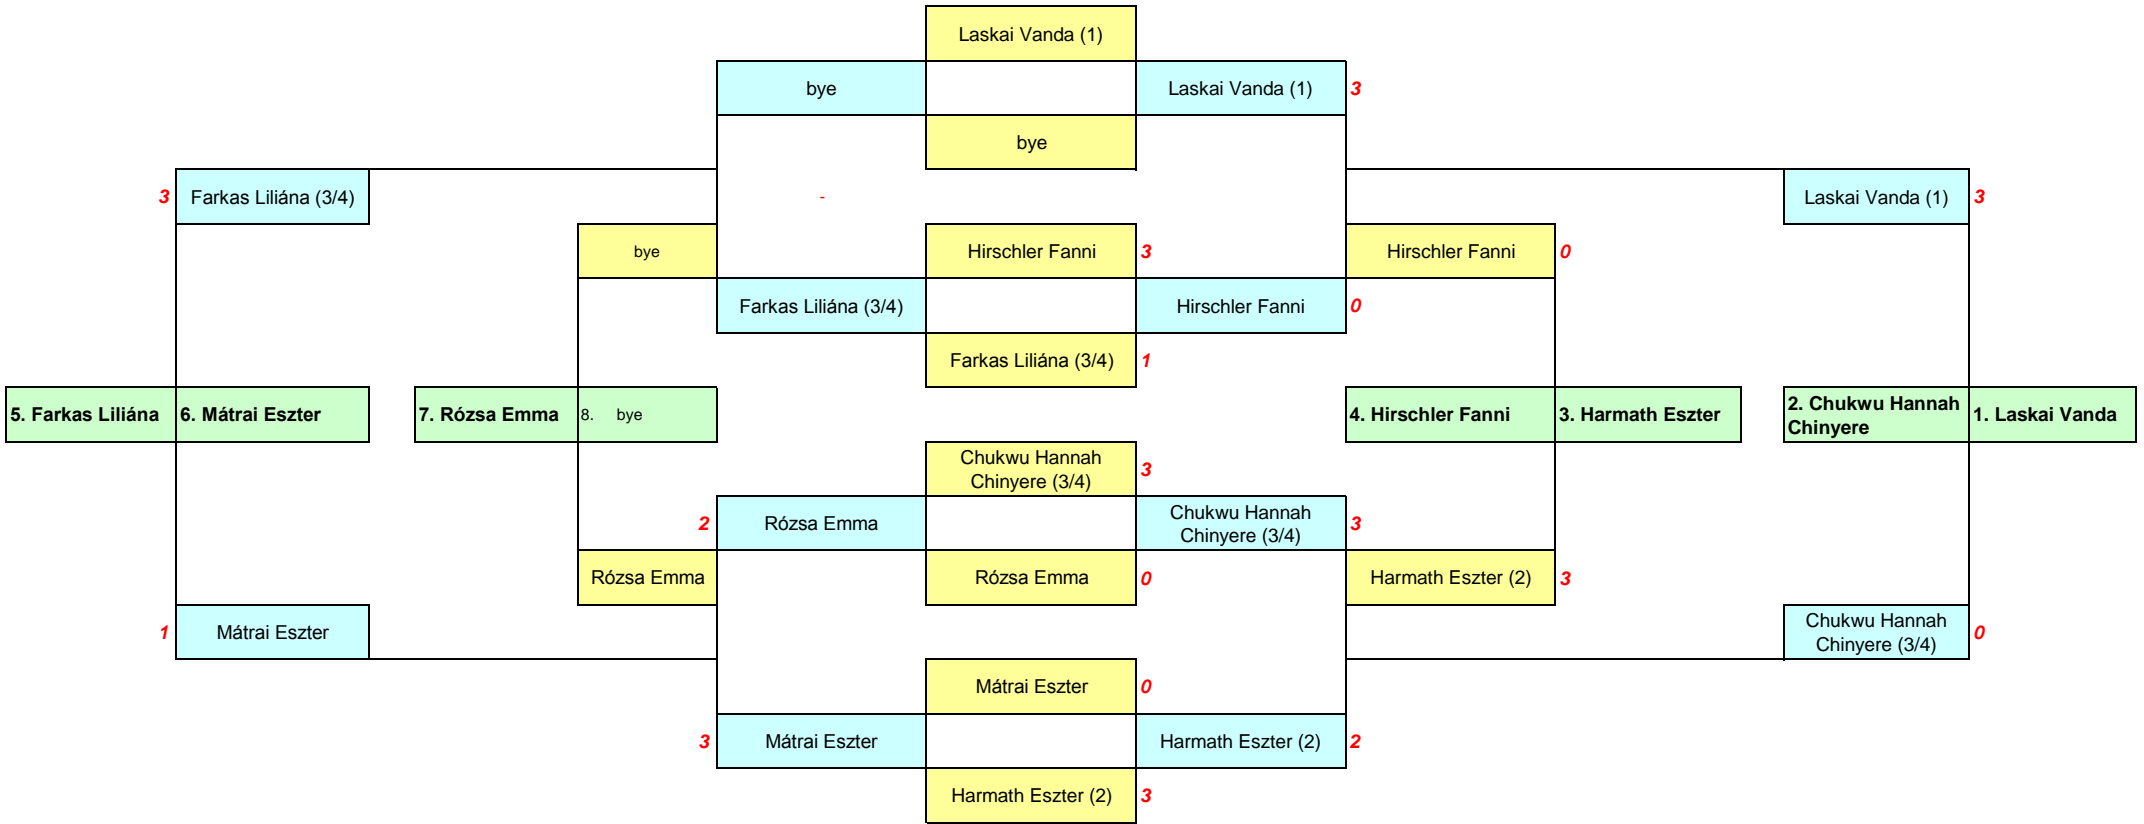 Laskai Vanda (1)
bye
Laskai Vanda (1) 3
bye
3 Farkas Liliána (3/4)
-
Laskai Vanda (1) 3
bye
Hirschler Fanni 3
Hirschler Fanni 0
Farkas Liliána (3/4)
Hirschler Fanni 0
Farkas Liliána (3/4) 1
5. Farkas Liliána
6. Mátrai Eszter
7. Rózsa Emma
8. bye
4. Hirschler Fanni
3. Harmath Eszter
2. Chukwu Hannah
Chinyere
1. Laskai Vanda
Chukwu Hannah
Chinyere (3/4) 3
2 Rózsa Emma
Chukwu Hannah
Chinyere (3/4) 3
Rózsa Emma
Rózsa Emma 0
Harmath Eszter (2) 3
1 Mátrai Eszter
Chukwu Hannah
Chinyere (3/4) 0
Mátrai Eszter 0
3 Mátrai Eszter
Harmath Eszter (2) 2
Harmath Eszter (2) 3